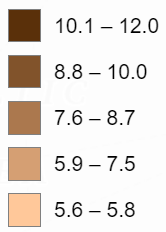 10.1 – 12.0
8.8 – 10.0
7.6 – 8.7
5.9 – 7.5
5.6 – 5.8